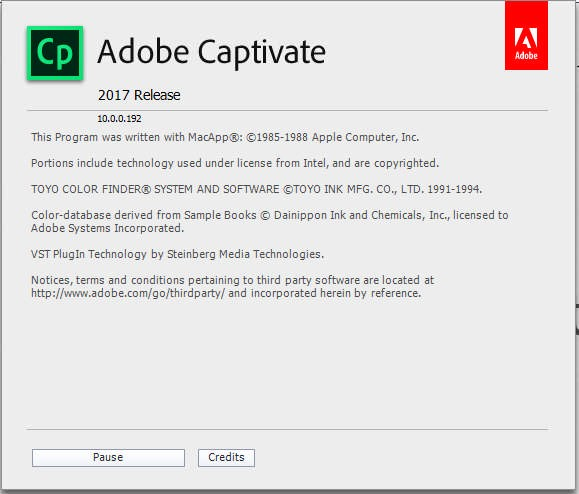 Cp
Adobe Captivate
Adobe
2017 Release
10.0.0.192
This Program was written with MacApp®: ©1985-1988 Apple Computer, Inc.
Portions include technology used under license from Intel, and are copyrighted.
TOYO COLOR FINDER® SYSTEM AND SOFTWARE ©TOYO INK MFG. CO., LTD. 1991-1994.
Color-database derived from Sample Books © Dainippon Ink and Chemicals, Inc., licensed to
Adobe Systems Incorporated.
VST PlugIn Technology by Steinberg Media Technologies.
Notices, terms and conditions pertaining to third party software are located at
http://www.adobe.com/go/thirdparty/ and incorporated herein by reference.
Pause
Credits